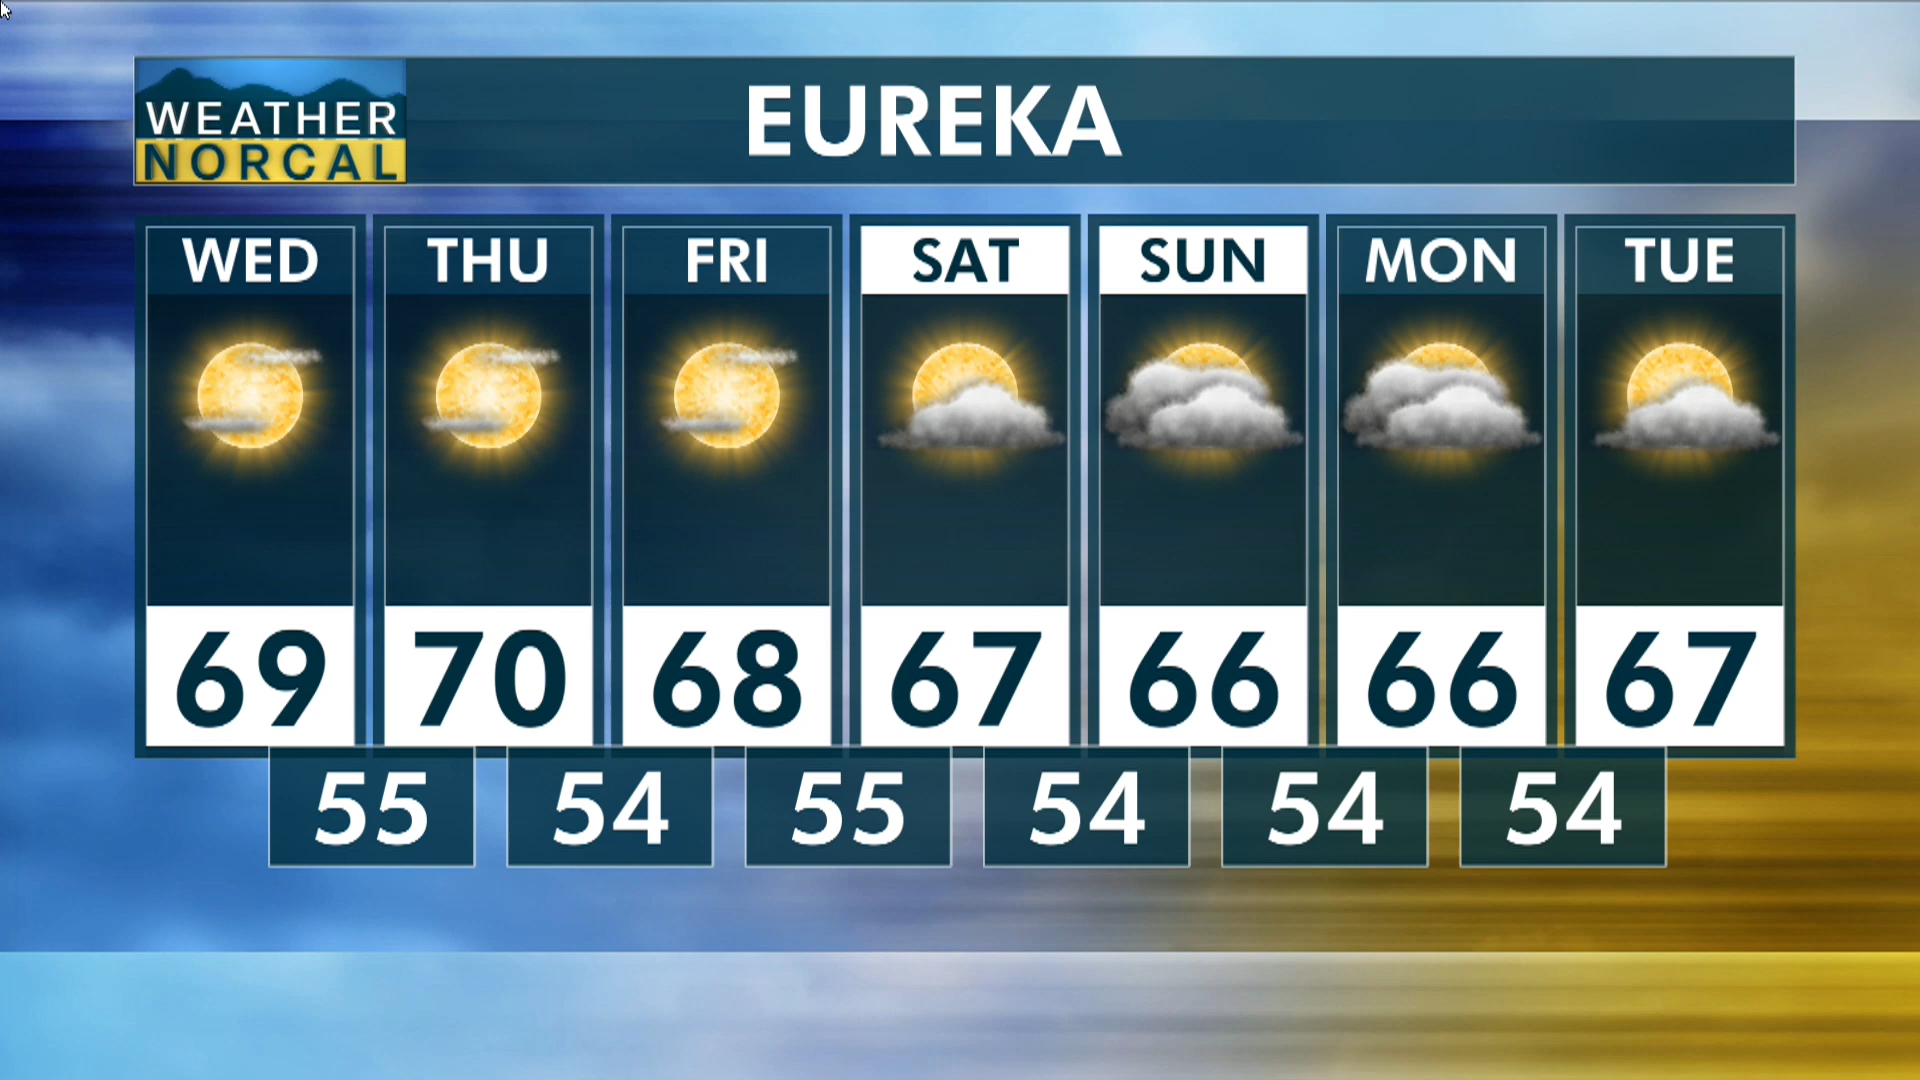 WEATHER
NORCAL
EUREKA
WED THU FRI SAT SUN MON TUE
69 70 68 67 66 66 67
55 54 55 54 54 54